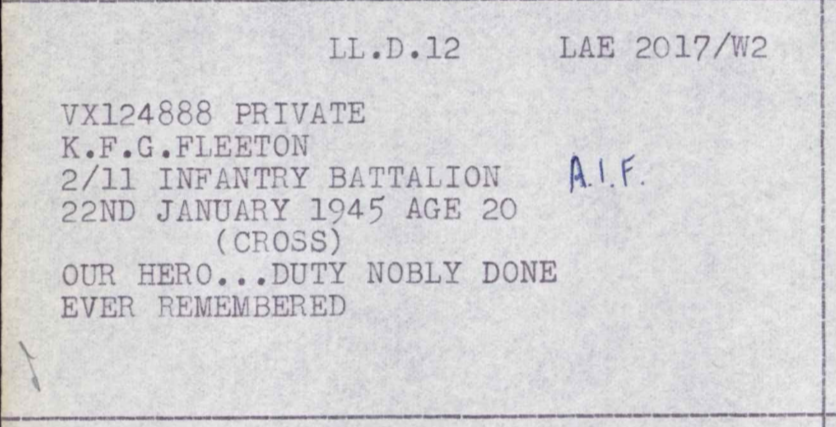 LL.D.12 LAE 2017/W2
VX124888 PRIVATE
K.F.G.FLEETON
2/11 INFANTRY BATTALION A.I.F.
22ND JANUARY 1945 AGE 20
(CROSS)
OUR HERO...DUTY NOBLY DONE
EVER REMEMBERED